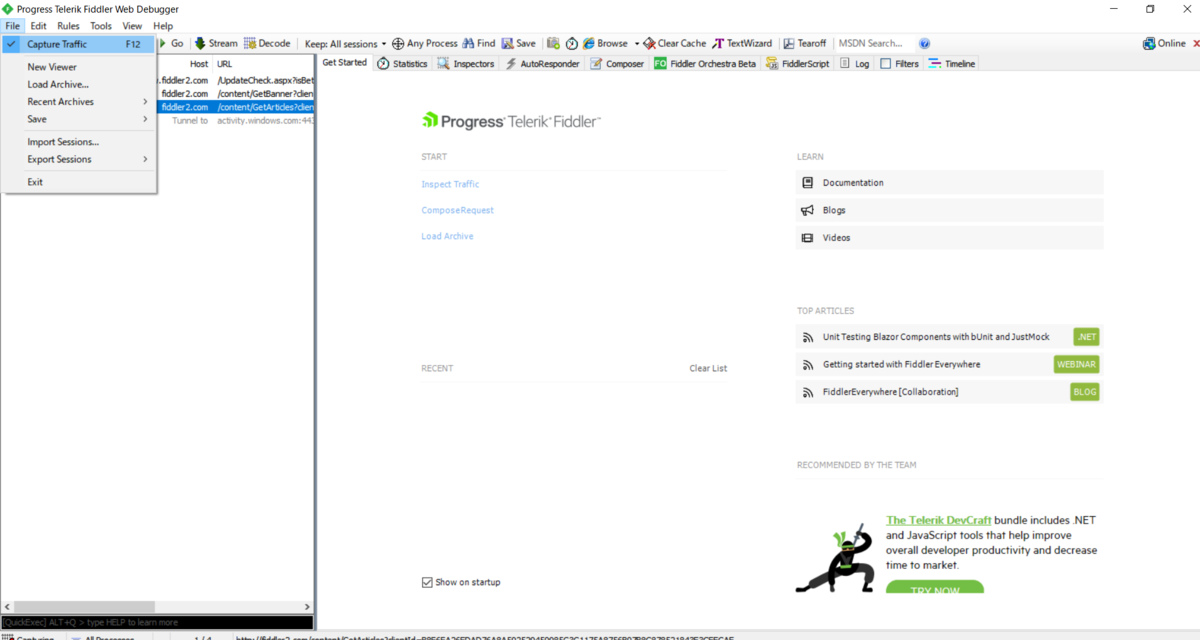 Progress Telerik Fiddler Web Debugger
File Edit Rules Tools View Help
Capture Traffic F12
Go Stream Decode Keep: All sessions Any Process Find Save Browse Clear Cache TextWizard Tearoff MSDN Search... Online
New Viewer
Load Archive...
Recent Archives
Save
Import Sessions...
Export Sessions
Exit
Host URL
.fiddler2.com /UpdateCheck.aspx?isBet
fiddler2.com /content/GetBanner?clien
fiddler2.com /content/GetArticles?clien
Tunnel to activity.windows.com:443
Get Started Statistics Inspectors AutoResponder Composer FO Fiddler Orchestra Beta FiddlerScript Log Filters Timeline
Progress® Telerik® Fiddler™
START
Inspect Traffic
ComposeRequest
Load Archive
RECENT Clear List
Show on startup
LEARN
Documentation
Blogs
Videos
TOP ARTICLES
Unit Testing Blazor Components with bUnit and JustMock .NET
Getting started with Fiddler Everywhere WEBINAR
FiddlerEverywhere [Collaboration] BLOG
RECOMMENDED BY THE TEAM
The Telerik DevCraft bundle includes .NET
and JavaScript tools that help improve
overall developer productivity and decrease
time to market.
TRY NOW
[QuickExec] ALT+Q > type HELP to learn more
Capturing All Processes 1 / 4